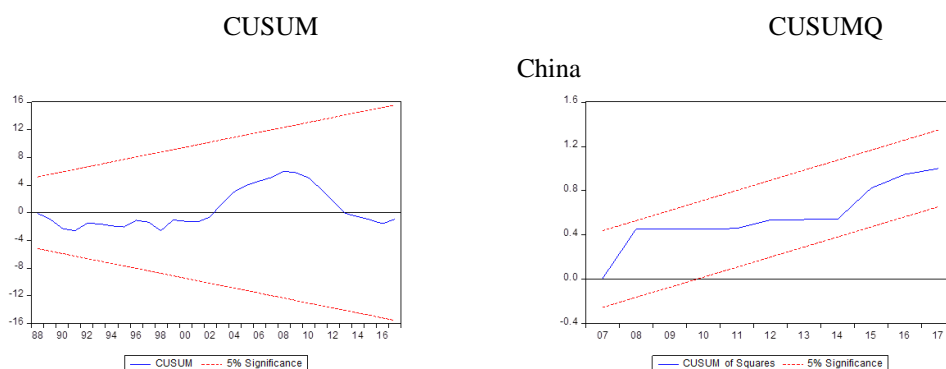 CUSUM CUSUMQ
China
16
12
8
4
0
-4
-8
-12
-16
88 90 92 94 96 98 00 02 04 06 08 10 12 14 16
CUSUM 5% Significance
1.6
1.2
0.8
0.4
0.0
-0.4
07 08 09 10 11 12 13 14 15 16 17
CUSUM of Squares 5% Significance